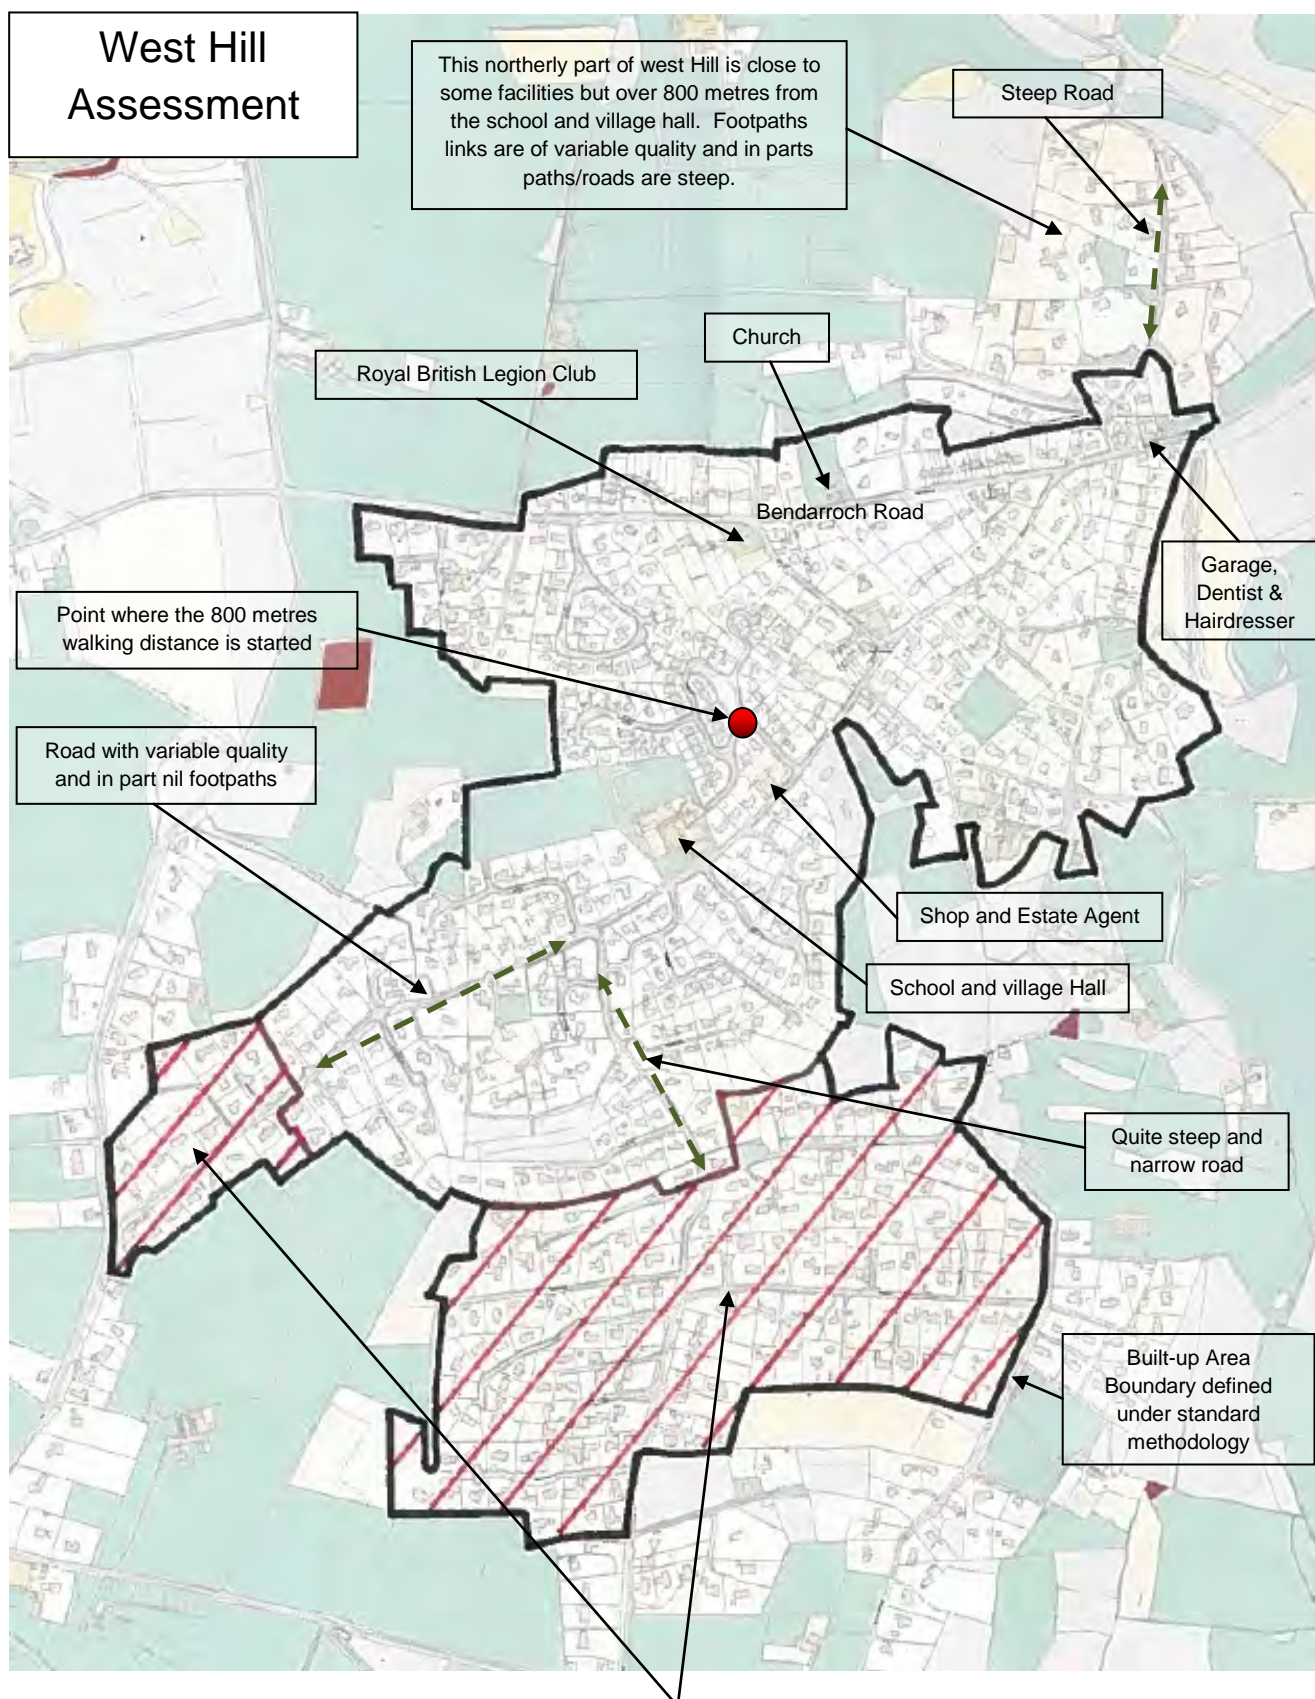 West Hill
Assessment
This northerly part of west Hill is close to
some facilities but over 800 metres from
the school and village hall.  Footpaths
links are of variable quality and in parts
paths/roads are steep.
Steep Road
Church
Royal British Legion Club
Bendarroch Road
Garage,
Dentist &
Hairdresser
Point where the 800 metres
walking distance is started
Road with variable quality
and in part nil footpaths
Shop and Estate Agent
School and village Hall
Quite steep and
narrow road
Built-up Area
Boundary defined
under standard
methodology